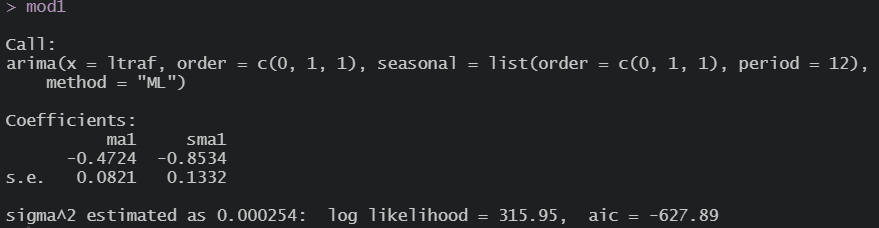 > mod1
Call:
arima(x = ltraf, order = c(0, 1, 1), seasonal = list(order = c(0, 1, 1), period = 12),
    method = "ML")
Coefficients:
          ma1     sma1
      -0.4724  -0.8534
s.e.   0.0821   0.1332
sigma^2 estimated as 0.000254:  log likelihood = 315.95,  aic = -627.89